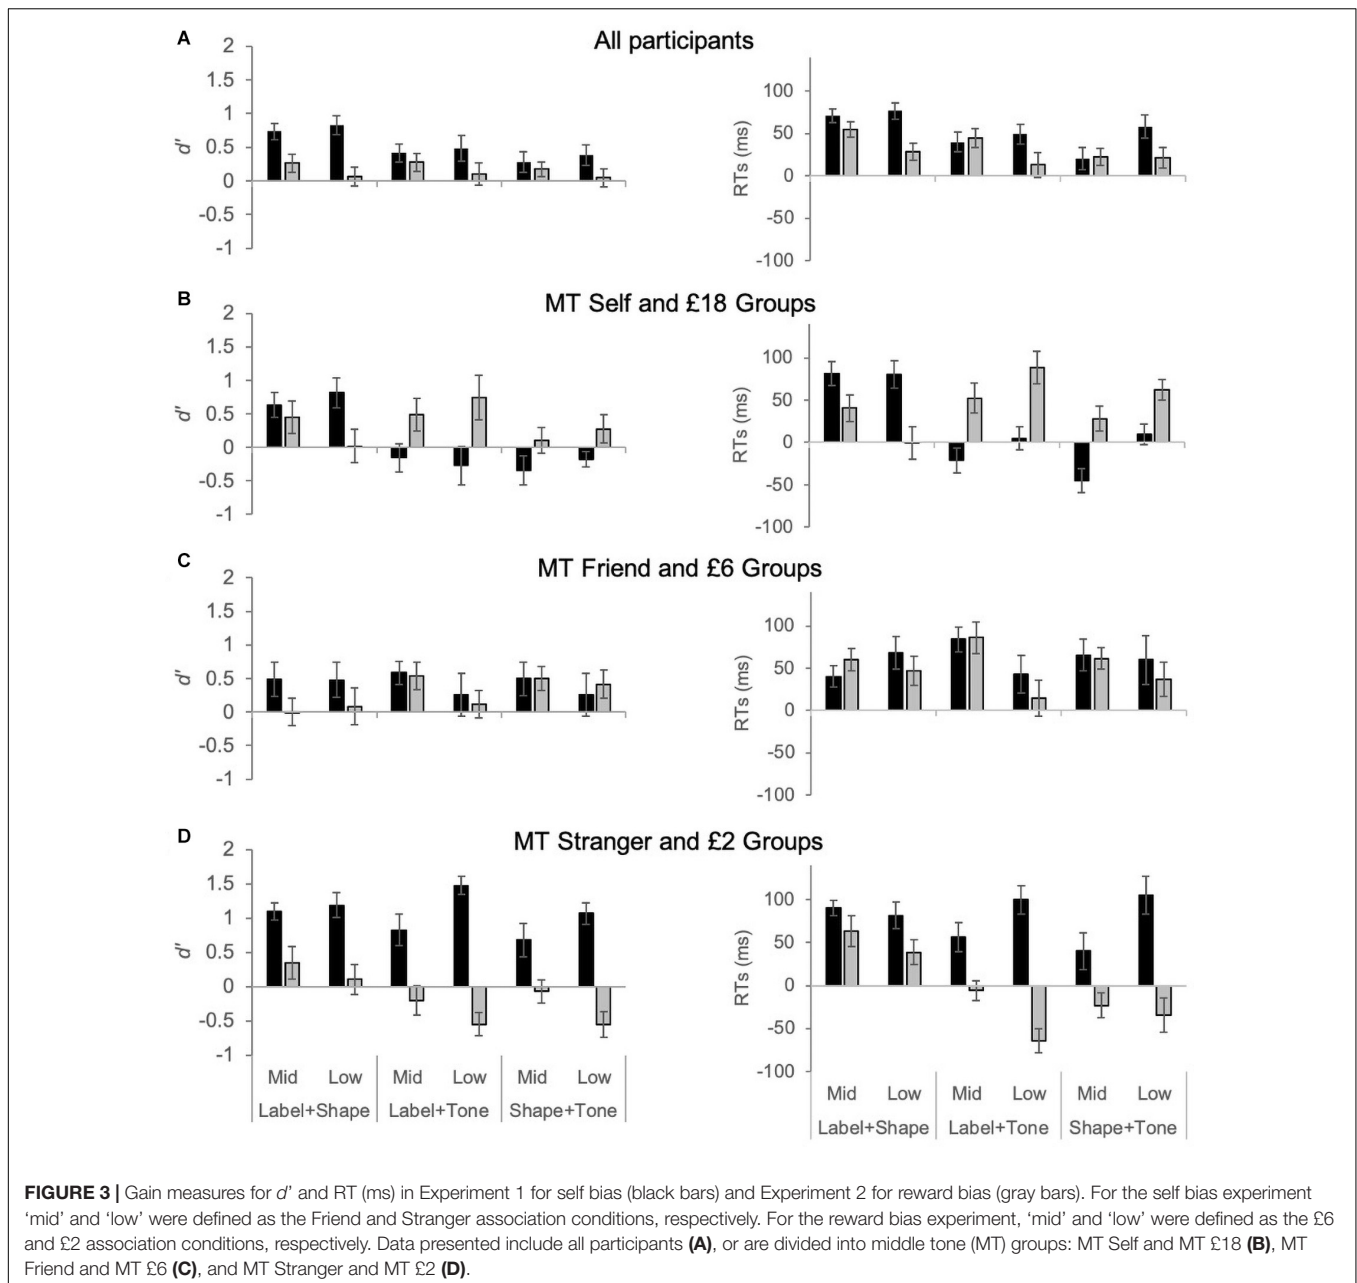 A
All participants
2
1.5
1
0.5
0
-0.5
-1
d'
100
50
0
-50
-100
RTs (ms)
B
MT Self and £18 Groups
2
1.5
1
0.5
0
-0.5
-1
d'
100
50
0
-50
-100
RTs (ms)
C
MT Friend and £6 Groups
2
1.5
1
0.5
0
-0.5
-1
d'
100
50
0
-50
-100
RTs (ms)
D
MT Stranger and £2 Groups
2
1.5
1
0.5
0
-0.5
-1
d'
Mid Low Mid Low Mid Low
Label+Shape Label+Tone Shape+Tone
100
50
0
-50
-100
RTs (ms)
Mid Low Mid Low Mid Low
Label+Shape Label+Tone Shape+Tone
FIGURE 3 | Gain measures for d' and RT (ms) in Experiment 1 for self bias (black bars) and Experiment 2 for reward bias (gray bars). For the self bias experiment
'mid' and 'low' were defined as the Friend and Stranger association conditions, respectively. For the reward bias experiment, 'mid' and 'low' were defined as the £6
and £2 association conditions, respectively. Data presented include all participants (A), or are divided into middle tone (MT) groups: MT Self and MT £18 (B), MT
Friend and MT £6 (C), and MT Stranger and MT £2 (D).